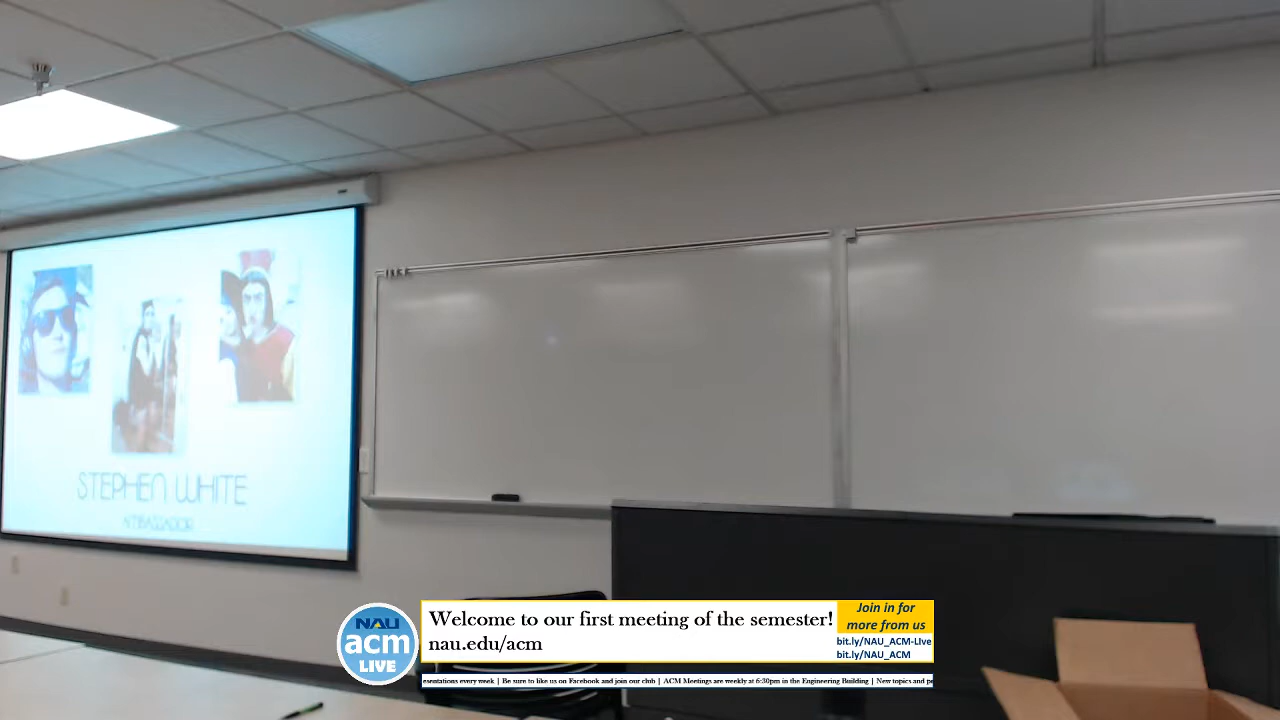 STEPHEN WHITE
AMBASSADOR
NAU
acm
LIVE
Welcome to our first meeting of the semester!
nau.edu/acm
Join in for
more from us
bit.ly/NAU_ACM-LIve
bit.ly/NAU_ACM
esentations every week | Be sure to like us on Facebook and join our club | ACM Meetings are weekly at 6:30pm in the Engineering Building | New topics and pr